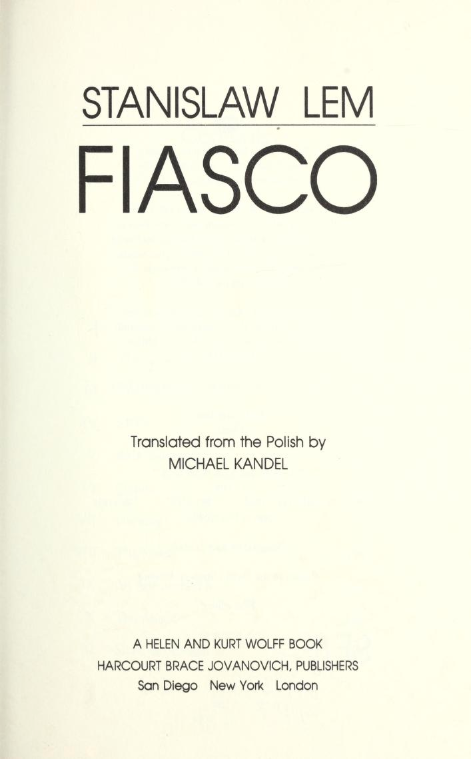 STANISLAW LEM
FIASCO
Translated from the Polish by
MICHAEL KANDEL
A HELEN AND KURT WOLFF BOOK
HARCOURT BRACE JOVANOVICH, PUBLISHERS
San Diego New York London